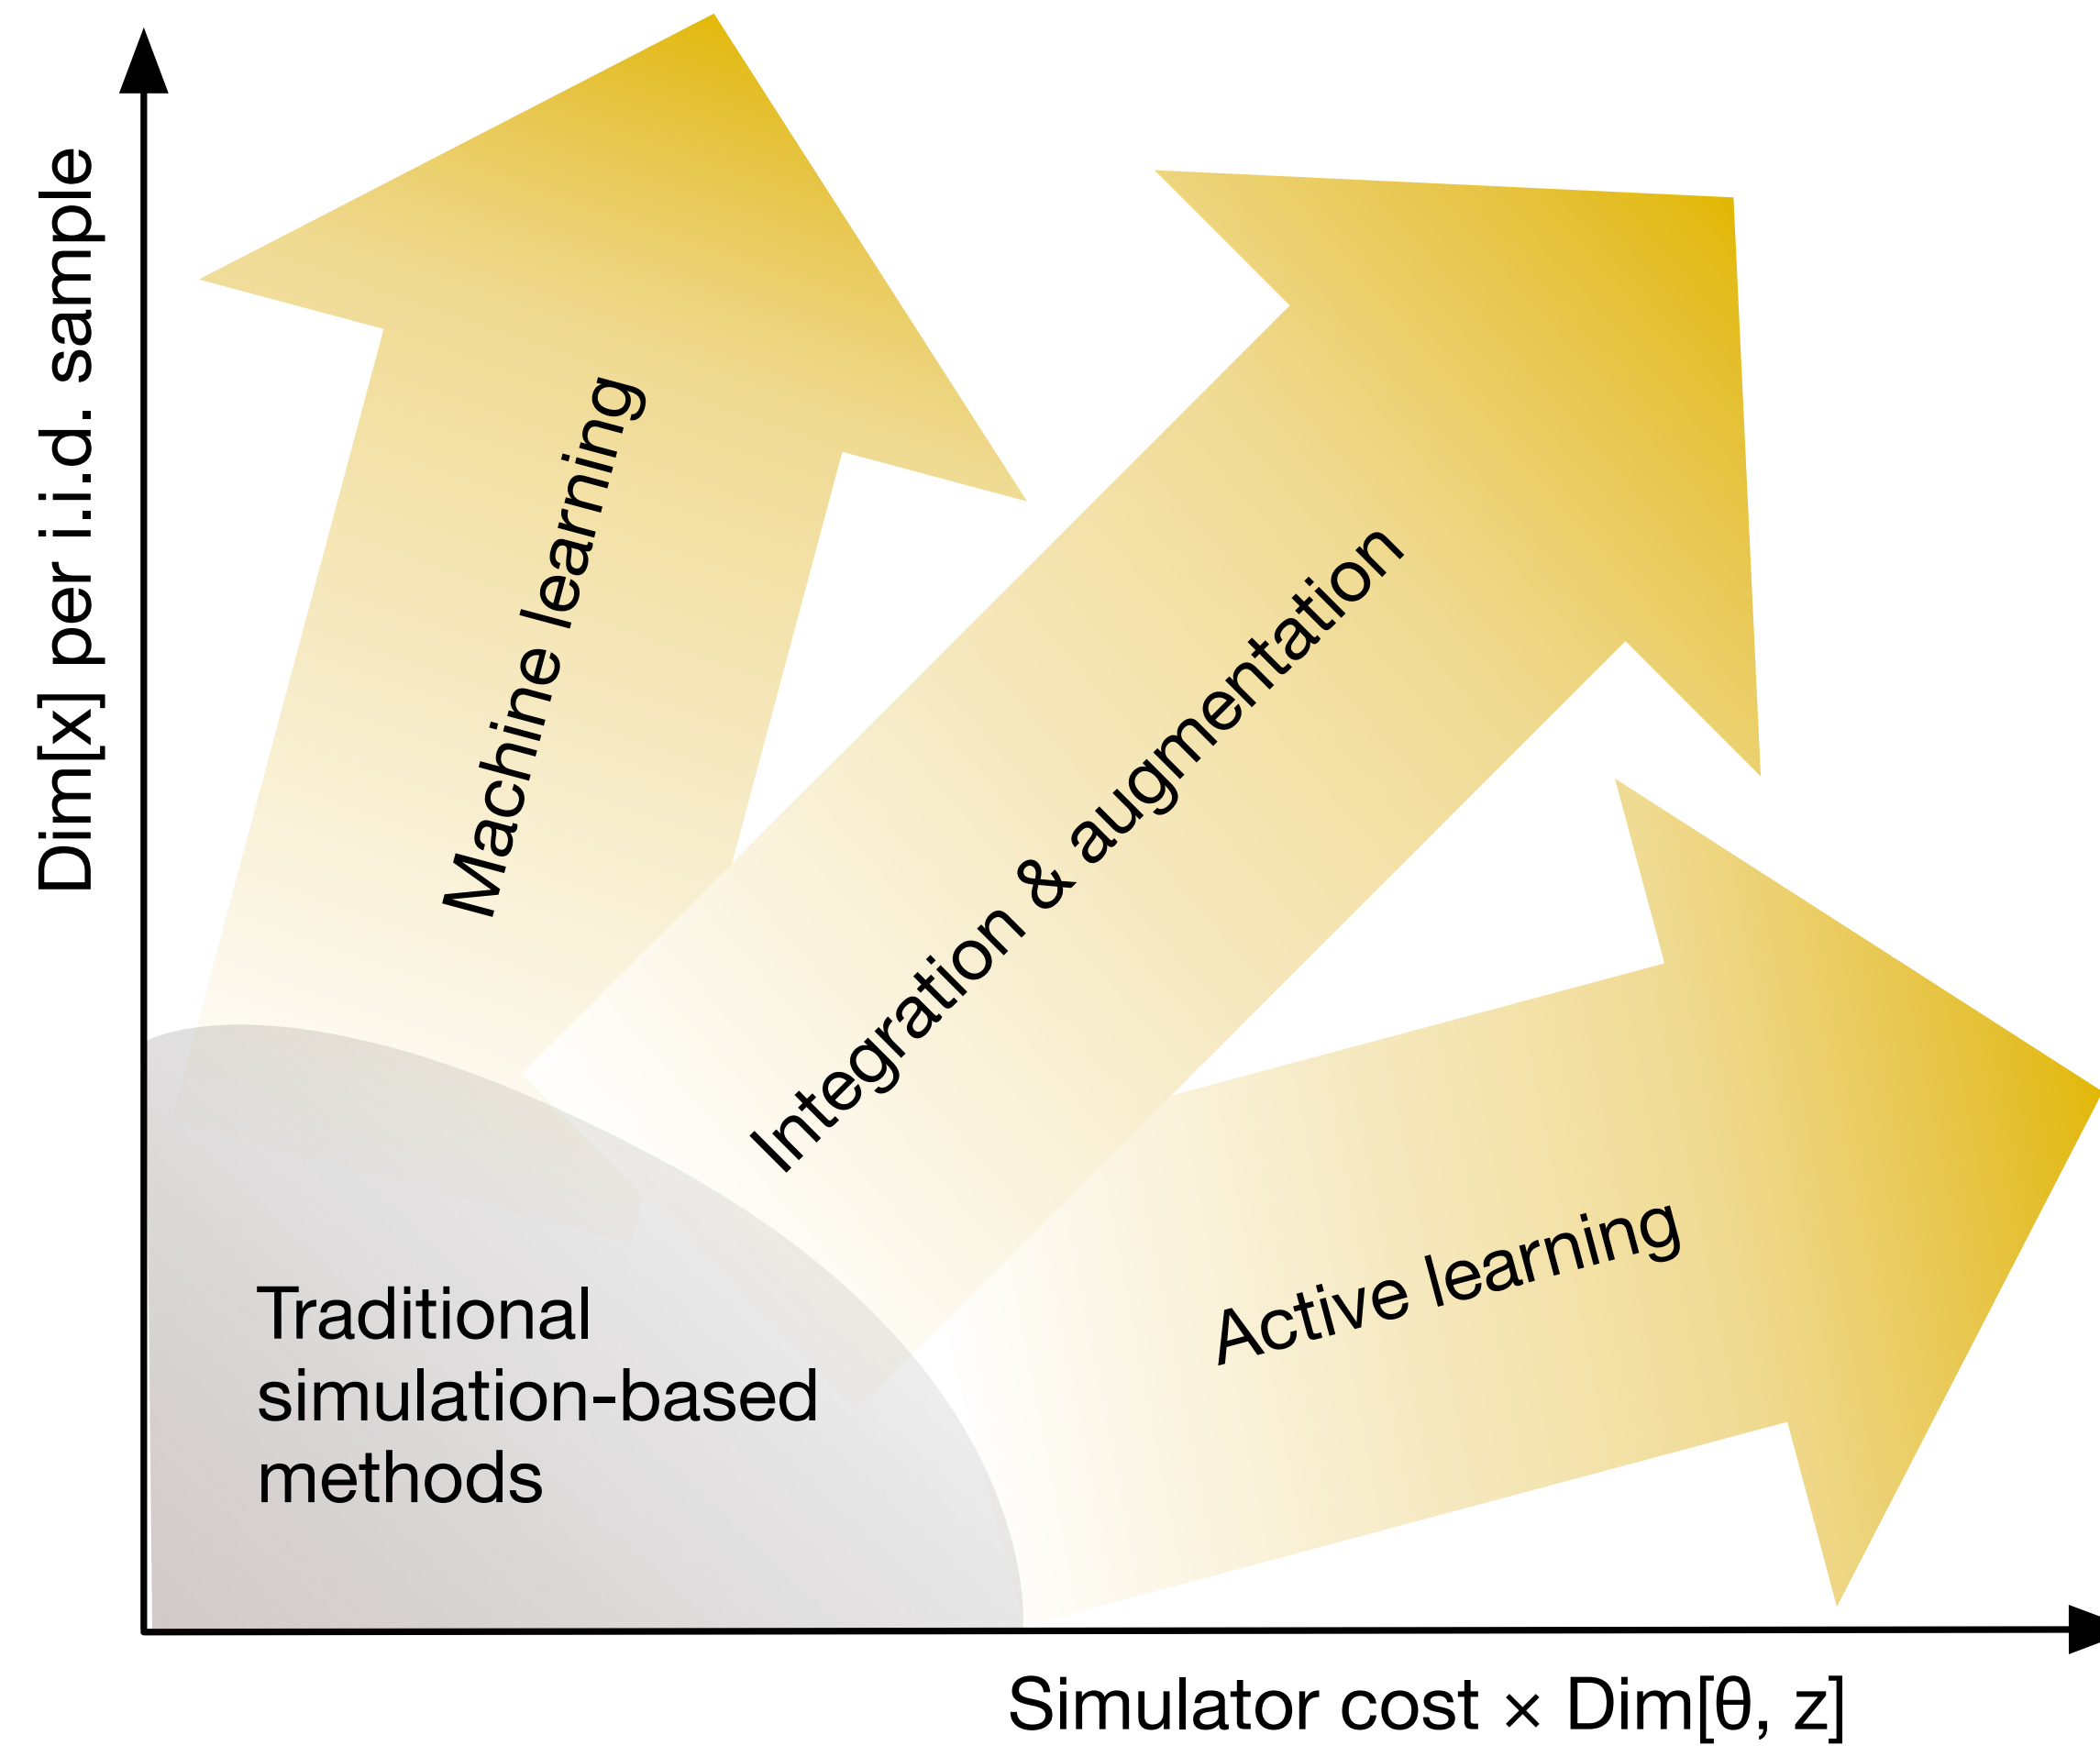 Dim[x] per i.i.d. sample
Machine learning
Integration & augmentation
Active learning
Traditional
simulation-based
methods
Simulator cost × Dim[θ, z]